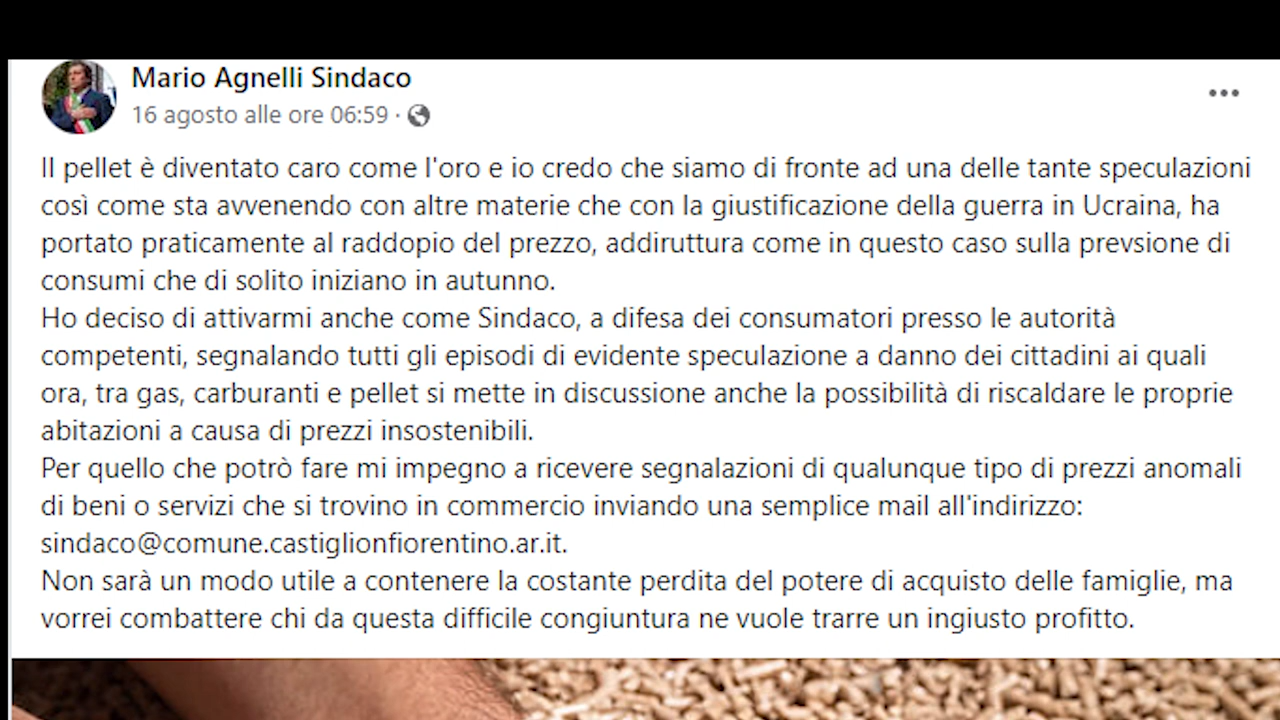 Mario Agnelli Sindaco
16 agosto alle ore 06:59 ·
Il pellet è diventato caro come l'oro e io credo che siamo di fronte ad una delle tante speculazioni
così come sta avvenendo con altre materie che con la giustificazione della guerra in Ucraina, ha
portato praticamente al raddopio del prezzo, addiruttura come in questo caso sulla prevsione di
consumi che di solito iniziano in autunno.
Ho deciso di attivarmi anche come Sindaco, a difesa dei consumatori presso le autorità
competenti, segnalando tutti gli episodi di evidente speculazione a danno dei cittadini ai quali
ora, tra gas, carburanti e pellet si mette in discussione anche la possibilità di riscaldare le proprie
abitazioni a causa di prezzi insostenibili.
Per quello che potrò fare mi impegno a ricevere segnalazioni di qualunque tipo di prezzi anomali
di beni o servizi che si trovino in commercio inviando una semplice mail all'indirizzo:
sindaco@comune.castiglionfiorentino.ar.it.
Non sarà un modo utile a contenere la costante perdita del potere di acquisto delle famiglie, ma
vorrei combattere chi da questa difficile congiuntura ne vuole trarre un ingiusto profitto.